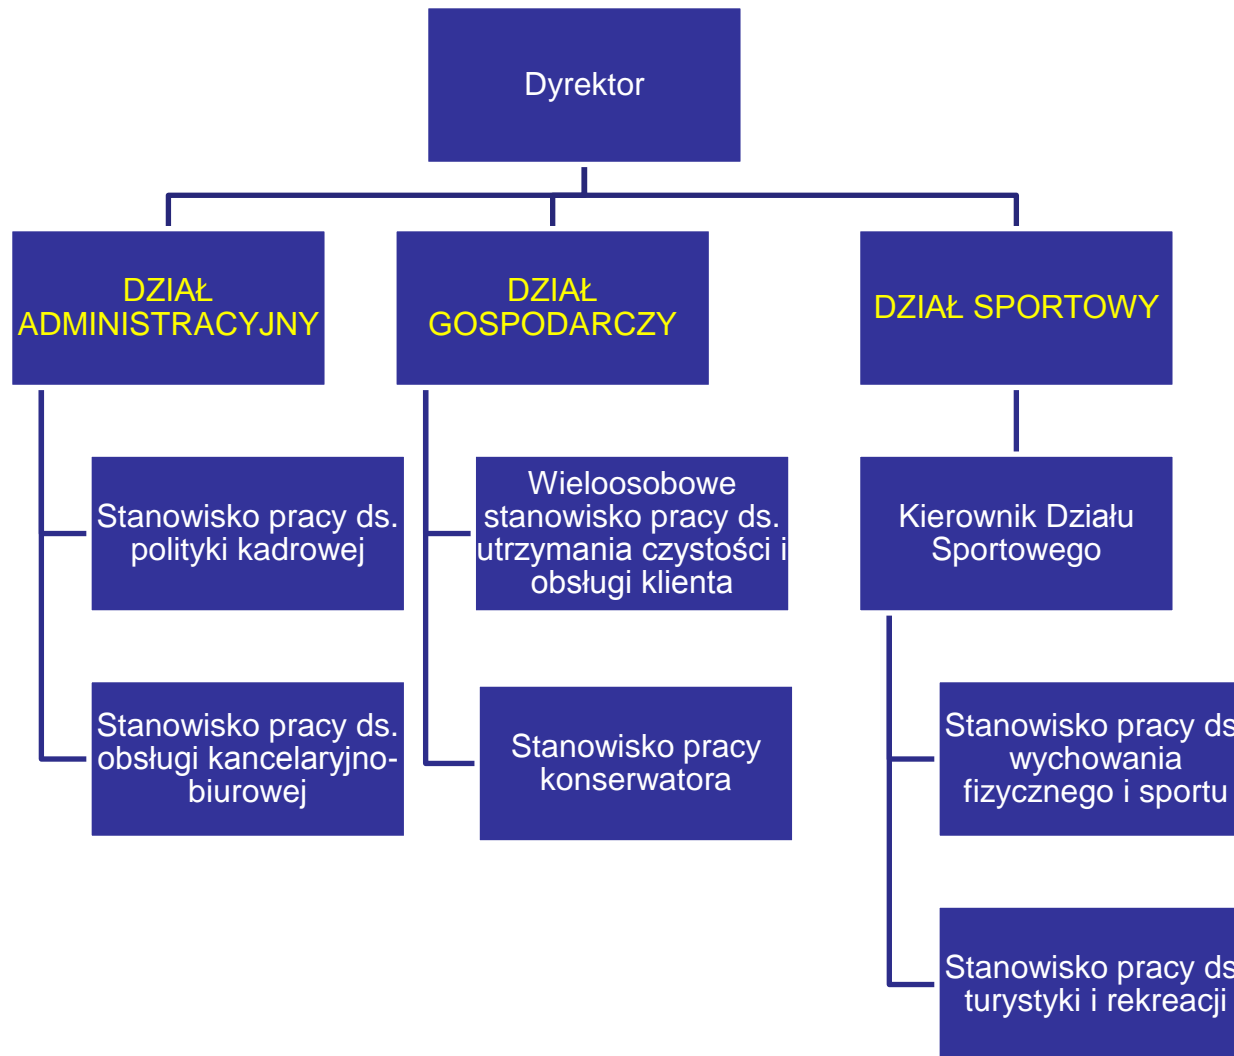 Dyrektor
DZIAŁ
ADMINISTRACYJNY
DZIAŁ
GOSPODARCZY
DZIAŁ SPORTOWY
Stanowisko pracy ds.
polityki kadrowej
Wieloosobowe
stanowisko pracy ds.
utrzymania czystości i
obsługi klienta
Kierownik Działu
Sportowego
Stanowisko pracy ds.
obsługi kancelaryjno-
biurowej
Stanowisko pracy
konserwatora
Stanowisko pracy ds
wychowania
fizycznego i sportu
Stanowisko pracy ds
turystyki i rekreacji